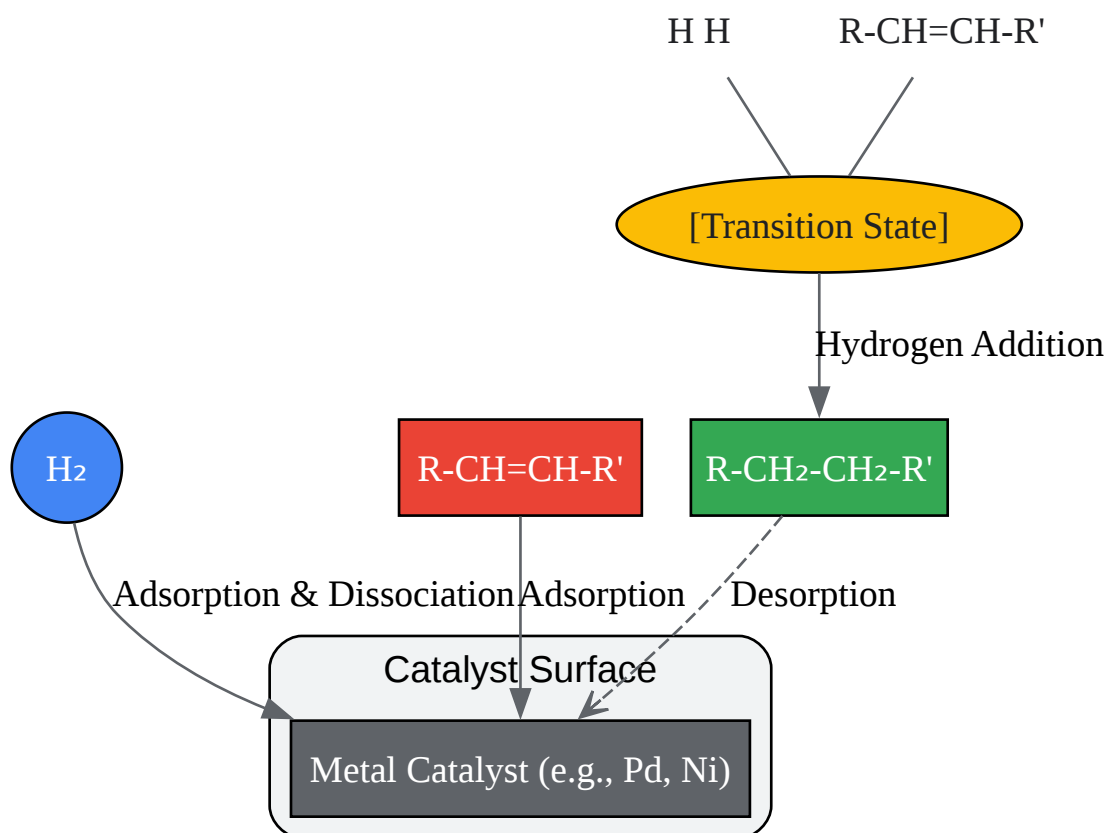 H H
R-CH=CH-R'
[Transition State]
Hydrogen Addition
H₂
R-CH=CH-R'
R-CH₂-CH₂-R'
Adsorption & Dissociation
Adsorption
Desorption
Catalyst Surface
Metal Catalyst (e.g., Pd, Ni)